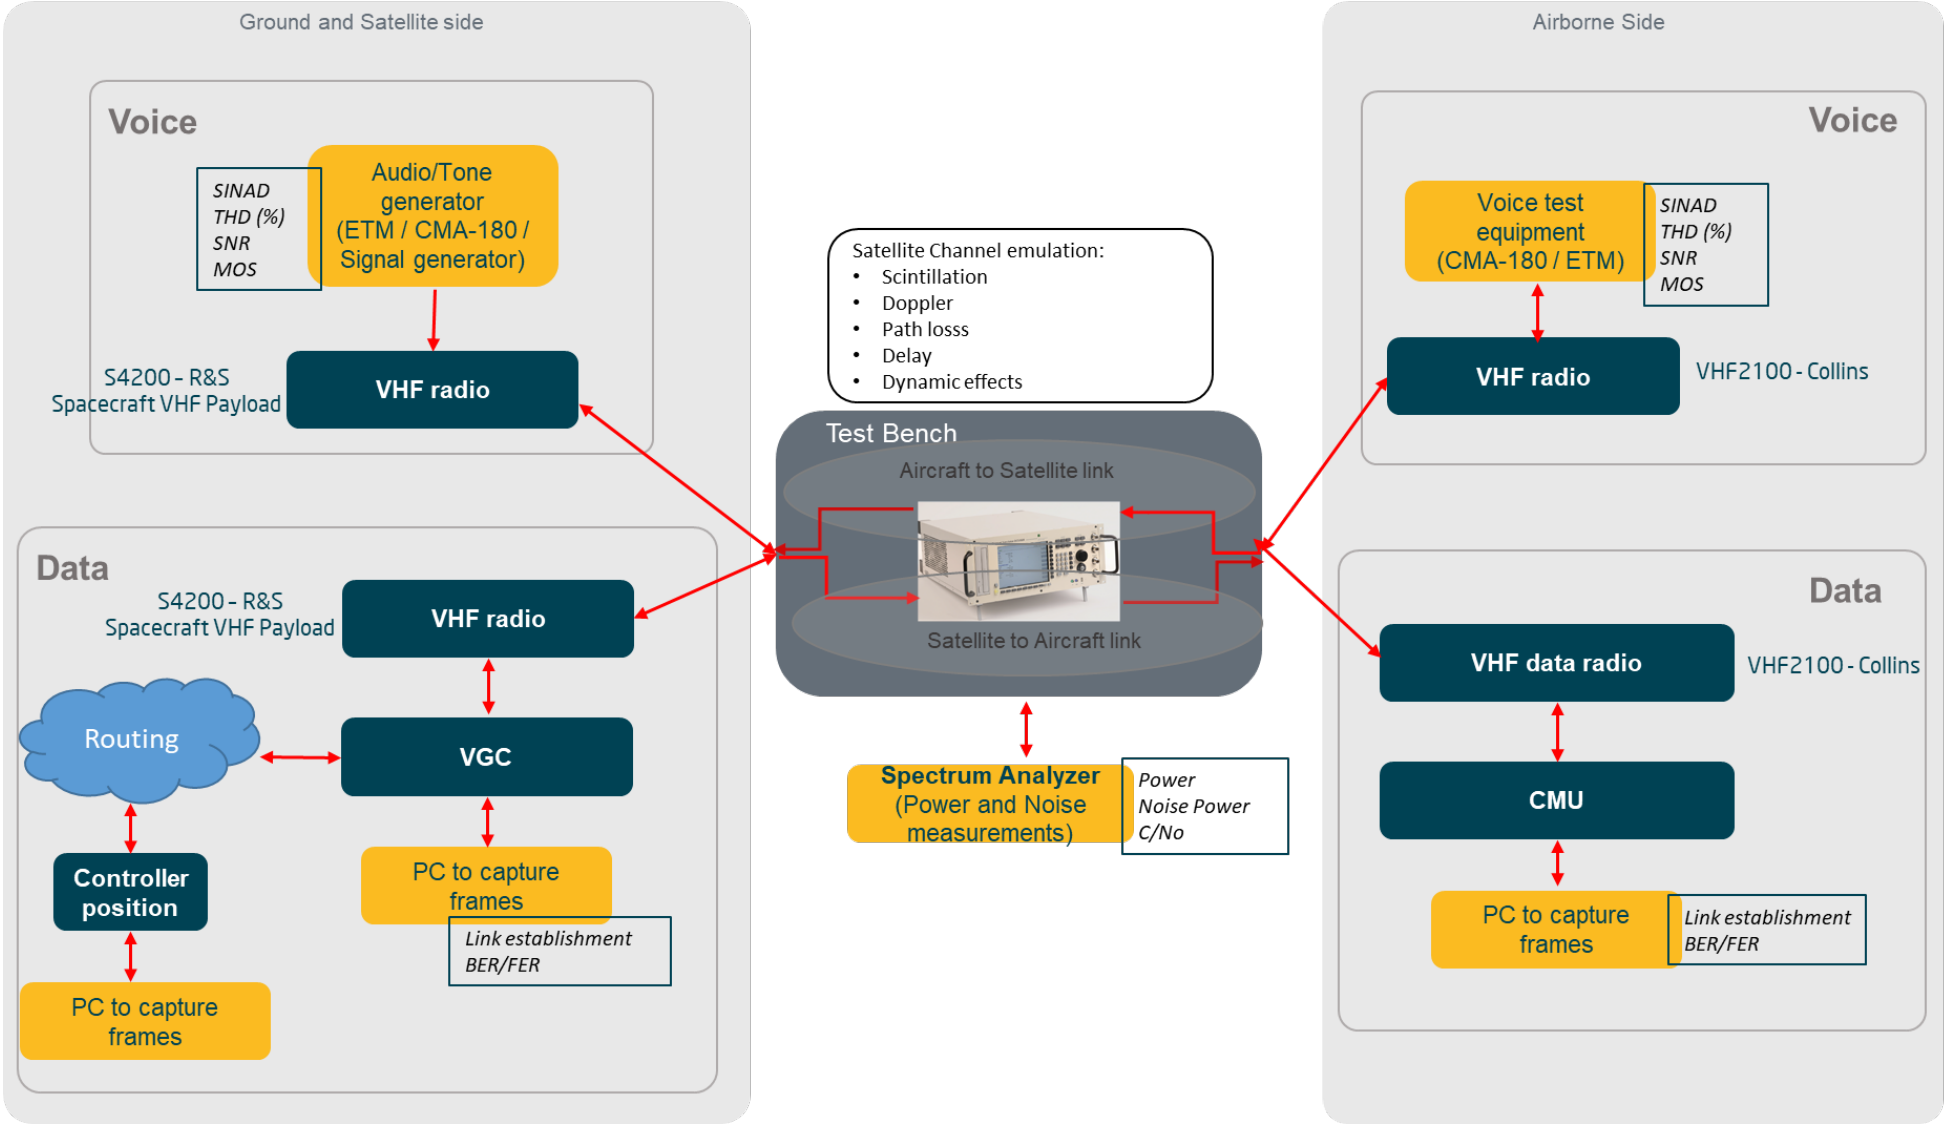 Ground and Satellite side
Voice
SINAD
THD (%)
SNR
MOS
Audio/Tone
generator
(ETM / CMA-180 /
Signal generator)
S4200 - R&S
Spacecraft VHF Payload
VHF radio
Data
S4200 - R&S
Spacecraft VHF Payload
VHF radio
Routing
VGC
Controller
position
PC to capture
frames
Link establishment
BER/FER
PC to capture
frames
Satellite Channel emulation:
• Scintillation
• Doppler
• Path losss
• Delay
• Dynamic effects
Test Bench
Aircraft to Satellite link
Satellite to Aircraft link
Spectrum Analyzer
(Power and Noise
measurements)
Power
Noise Power
C/No
Airborne Side
Voice
Voice test
equipment
(CMA-180 / ETM)
SINAD
THD (%)
SNR
MOS
VHF radio
VHF2100 - Collins
Data
VHF data radio
VHF2100 - Collins
CMU
PC to capture
frames
Link establishment
BER/FER